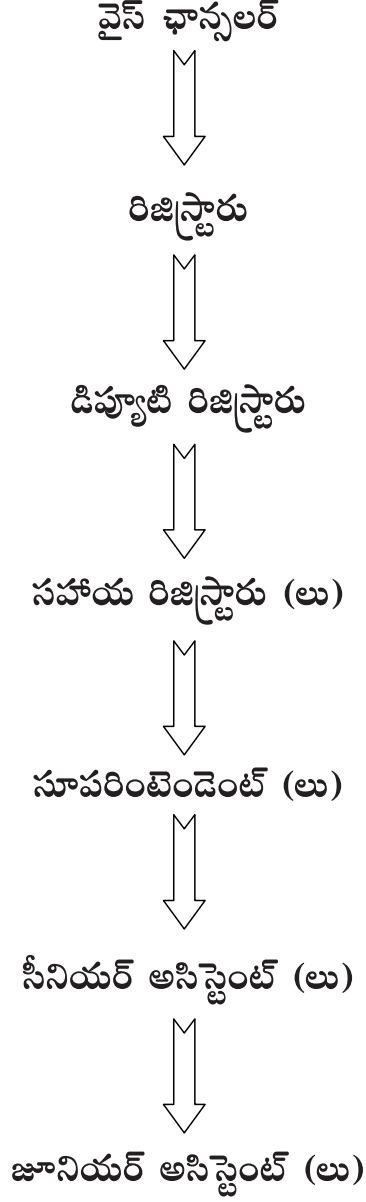 వైస్ ఛాన్సలర్
రిజిస్ట్రారు
డిప్యూటి రిజిస్ట్రారు
సహాయ రిజిస్ట్రారు (లు)
సూపరింటెండెంట్ (లు)
సీనియర్ అసిస్టెంట్ (లు)
జూనియర్ అసిస్టెంట్ (లు)